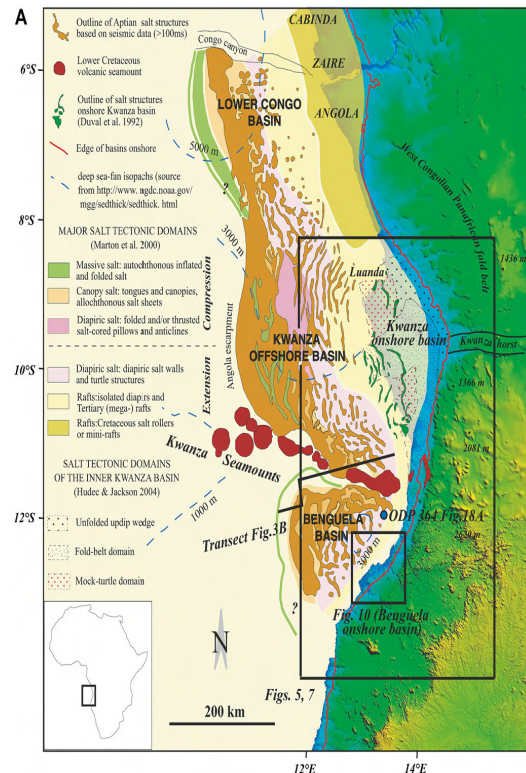 A
Outline of Aptian salt structures
based on seismic data (>100ms)
Lower Cretaceous
volcanic seamount
Outline of salt structures
onshore Kwanza basin
(Duval et al. 1992)
Edge of basins onshore
deep sea-fan isopachs (source
from http://www.ngdc.noaa.gov/
mgg/sedthick/sedthick. html
MAJOR SALT TECTONIC DOMAINS
(Marton et al. 2000)
Massive salt: autochthonous inflated
and folded salt
Canopy salt: tongues and canopies,
allochthonous salt sheets
Diapiric salt: folded and/or thrusted
salt-cored pillows and anticlines
Compression
Extension
Diapiric salt: diapiric salt walls
and turtle structures
Rafts:isolated diapirs and
Tertiary (mega-) rafts
Rafts:Cretaceous salt rollers
or mini-rafts
SALT TECTONIC DOMAINS
OF THE INNER KWANZA BASIN
(Hudec & Jackson 2004)
Unfolded updip wedge
Fold-belt domain
Mock-turtle domain
6°S
8°S
10°S
12°S
12°E
14°E
Congo canyon
CABINDA
ZAIRE
ANGOLA
LOWER CONGO
BASIN
5000 m
?
3000 m
West Congolian Panafrican fold belt
1436 m
Luanda
Kwanza
onshore basin
Kwanza horst
KWANZA
OFFSHORE BASIN
Angola escarpment
1366 m
2081 m
Kwanza
Seamounts
1000 m
Transect Fig.3B
BENGUELA
BASIN
ODP 364 Fig.18A
3000 m
2620 m
?
Fig. 10 (Benguela
onshore basin)
N
Figs. 5, 7
200 km